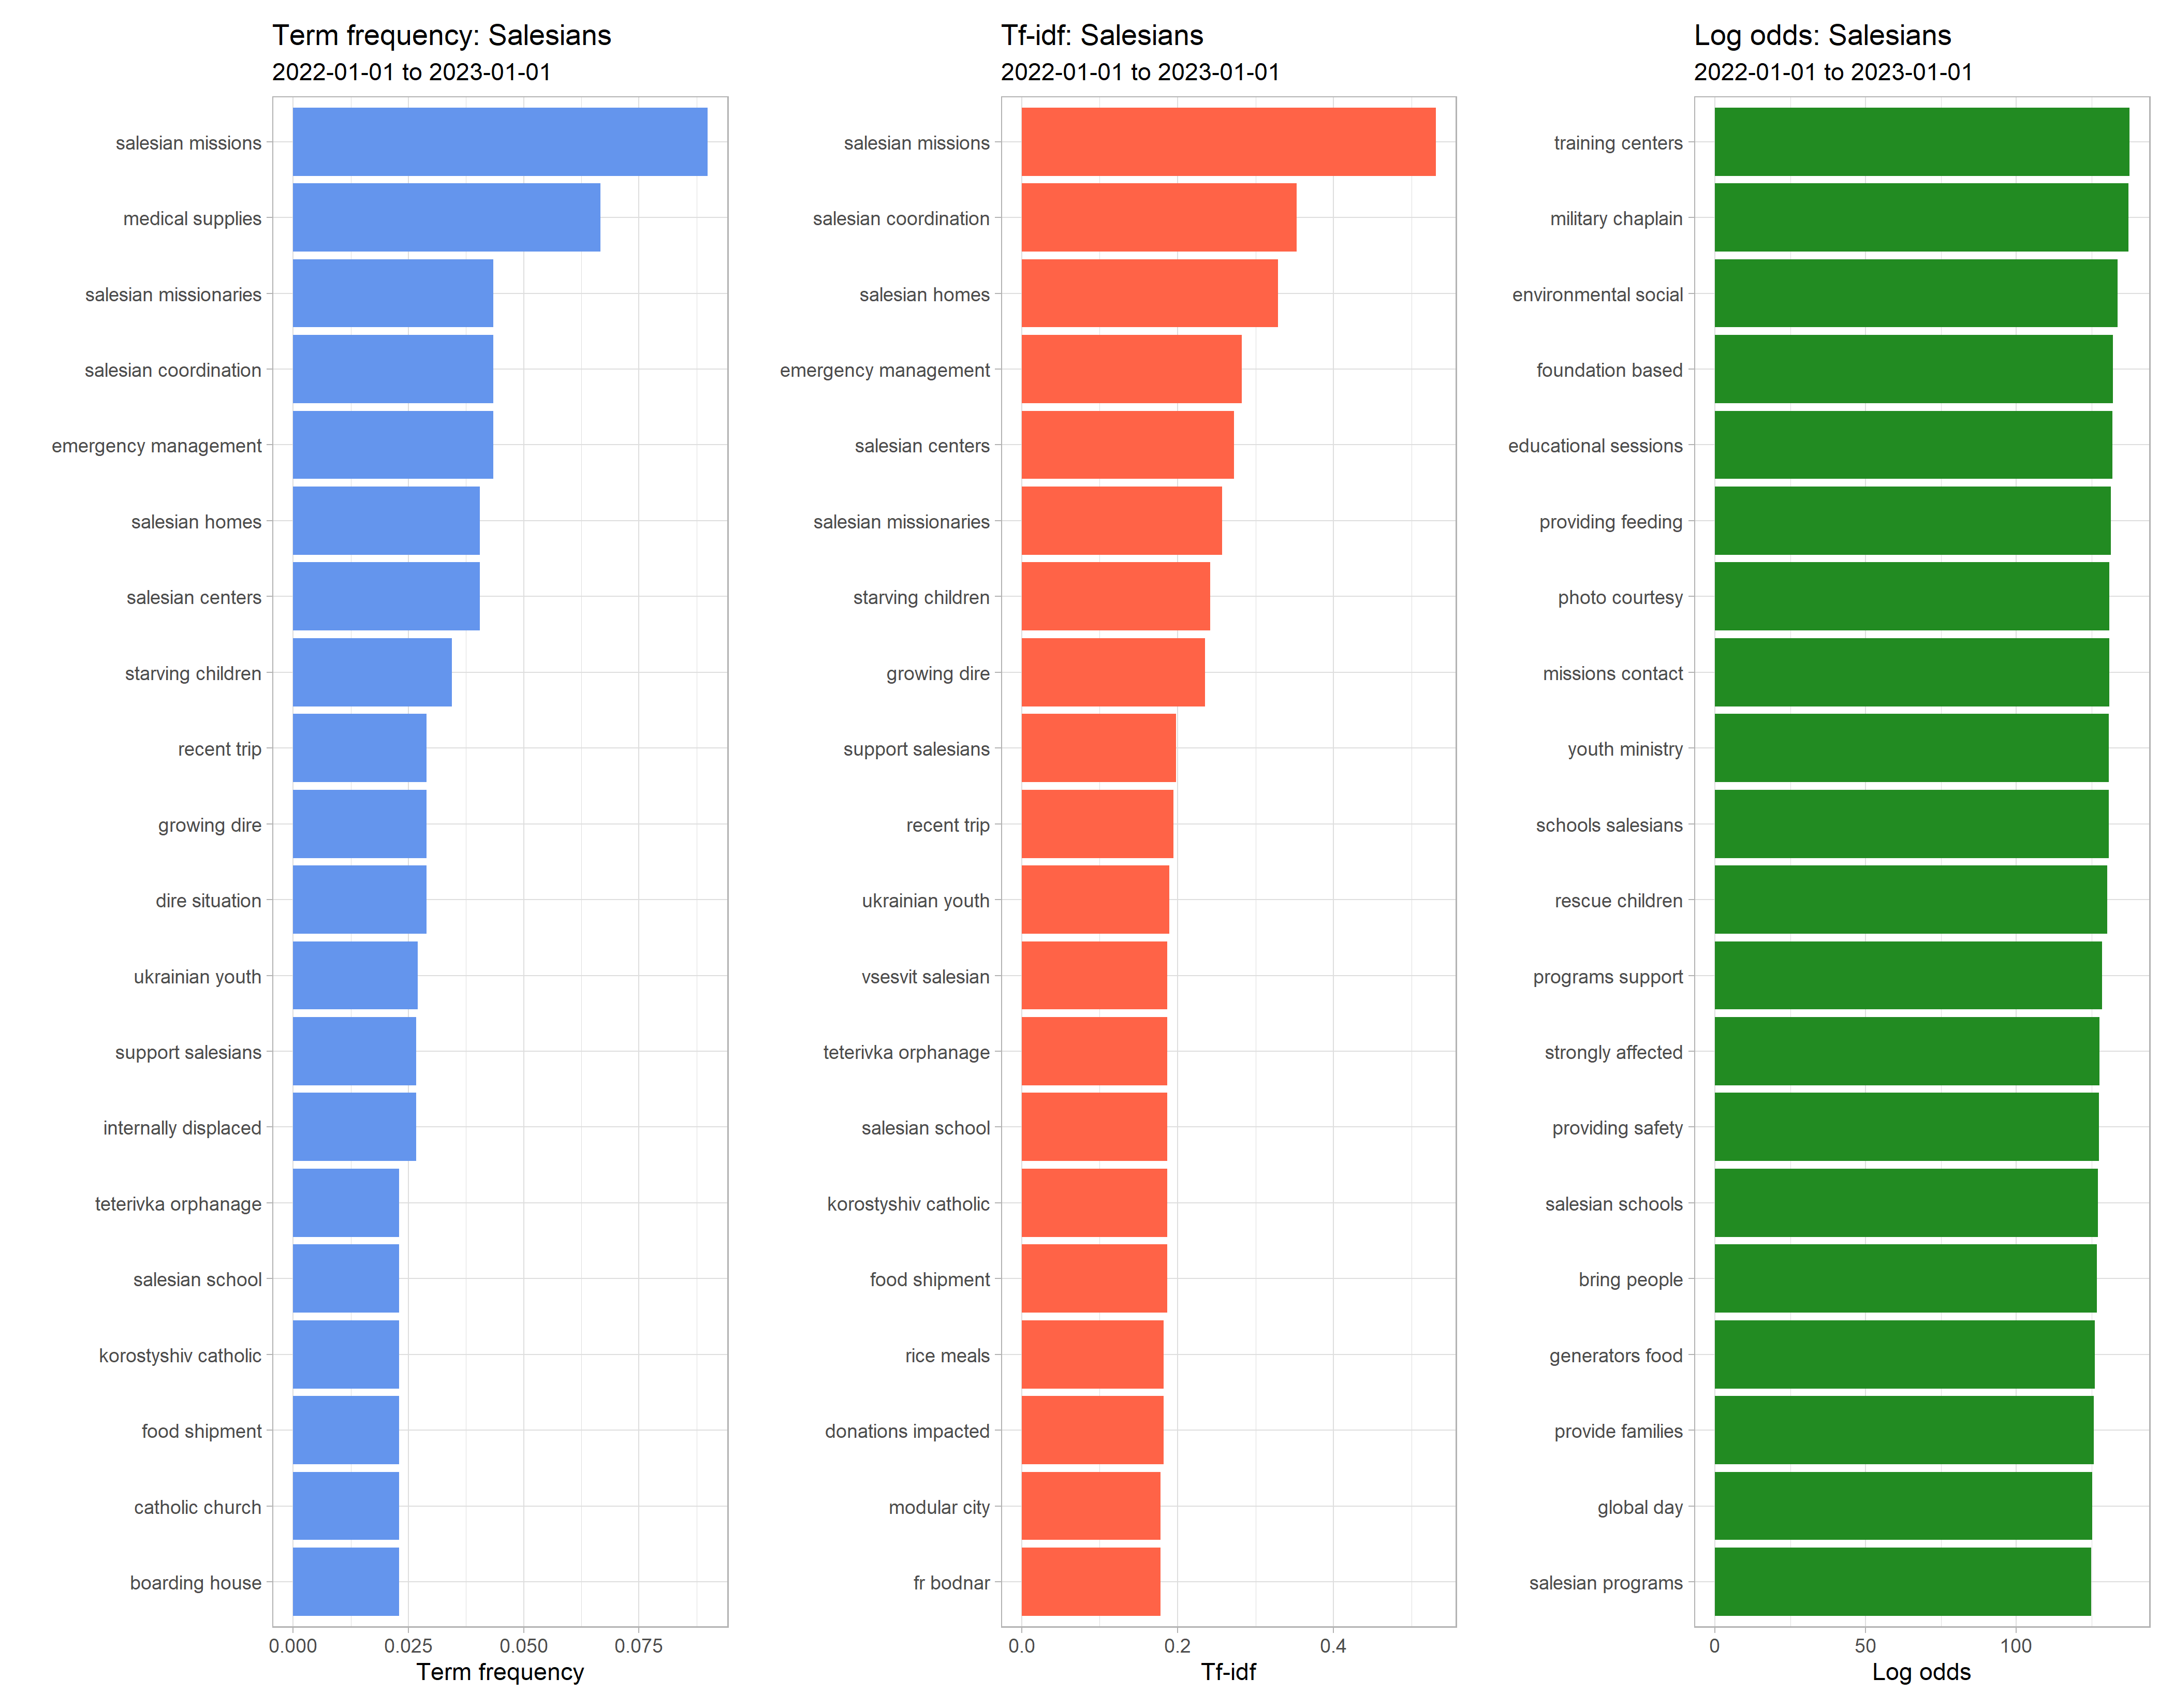 Term frequency: Salesians
2022-01-01 to 2023-01-01
salesian missions
medical supplies
salesian missionaries
salesian coordination
emergency management
salesian homes
salesian centers
starving children
recent trip
growing dire
dire situation
ukrainian youth
support salesians
internally displaced
teterivka orphanage
salesian school
korostyshiv catholic
food shipment
catholic church
boarding house
0.000 0.025 0.050 0.075
Term frequency
Tf-idf: Salesians
2022-01-01 to 2023-01-01
salesian missions
salesian coordination
salesian homes
emergency management
salesian centers
salesian missionaries
starving children
growing dire
support salesians
recent trip
ukrainian youth
vsesvit salesian
teterivka orphanage
salesian school
korostyshiv catholic
food shipment
rice meals
donations impacted
modular city
fr bodnar
0.0 0.2 0.4
Tf-idf
Log odds: Salesians
2022-01-01 to 2023-01-01
training centers
military chaplain
environmental social
foundation based
educational sessions
providing feeding
photo courtesy
missions contact
youth ministry
schools salesians
rescue children
programs support
strongly affected
providing safety
salesian schools
bring people
generators food
provide families
global day
salesian programs
0 50 100
Log odds